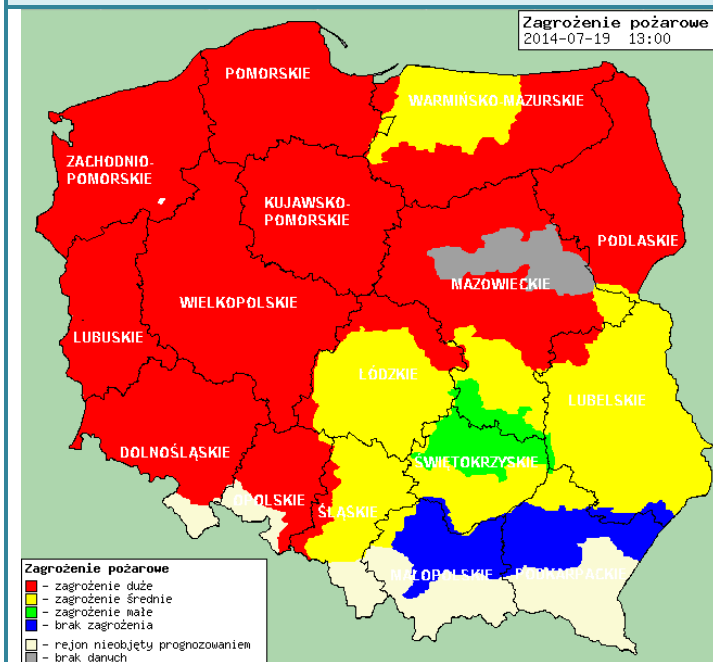 Zagrożenie pożarowe
2014-07-19 13:00
POMORSKIE
WARMIŃSKO-MAZURSKIE
ZACHODNIO-
POMORSKIE
KUJAWSKO-
POMORSKIE
PODLASKIE
MAZOWIECKIE
WIELKOPOLSKIE
LUBUSKIE
ŁÓDZKIE
LUBELSKIE
DOLNOŚLĄSKIE
ŚWIĘTOKRZYSKIE
OPOLSKIE
ŚLĄSKIE
MAŁOPOLSKIE
PODKARPACKIE
Zagrożenie pożarowe
- zagrożenie duże
- zagrożenie średnie
- zagrożenie małe
- brak zagrożenia
- rejon nieobjęty prognozowaniem
- brak danych